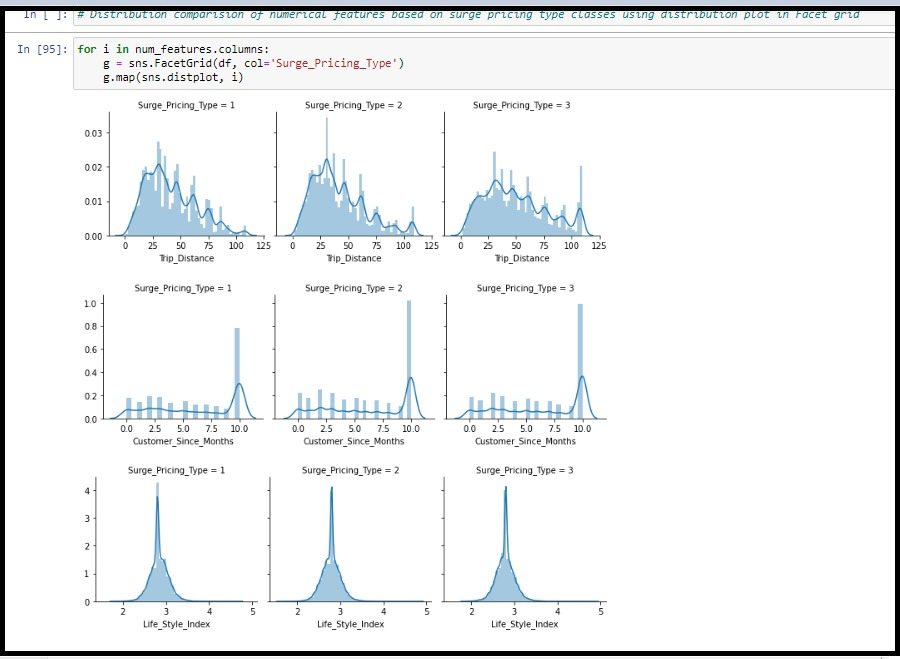 In [ ]: # Distribution comparision of numerical features based on surge pricing type classes using distribution plot in Facet grid
In [95]: for i in num_features.columns:
g = sns.FacetGrid(df, col='Surge_Pricing_Type')
g.map(sns.distplot, i)
Surge_Pricing_Type = 1 Surge_Pricing_Type = 2 Surge_Pricing_Type = 3
0.03
0.02
0.01
0.00
0 25 50 75 100 125 0 25 50 75 100 125 0 25 50 75 100 125
Trip_Distance Trip_Distance Trip_Distance
Surge_Pricing_Type = 1 Surge_Pricing_Type = 2 Surge_Pricing_Type = 3
1.0
0.8
0.6
0.4
0.2
0.0
0.0 2.5 5.0 7.5 10.0 0.0 2.5 5.0 7.5 10.0 0.0 2.5 5.0 7.5 10.0
Customer_Since_Months Customer_Since_Months Customer_Since_Months
Surge_Pricing_Type = 1 Surge_Pricing_Type = 2 Surge_Pricing_Type = 3
4
3
2
1
0
2 3 4 5 2 3 4 5 2 3 4 5
Life_Style_Index Life_Style_Index Life_Style_Index